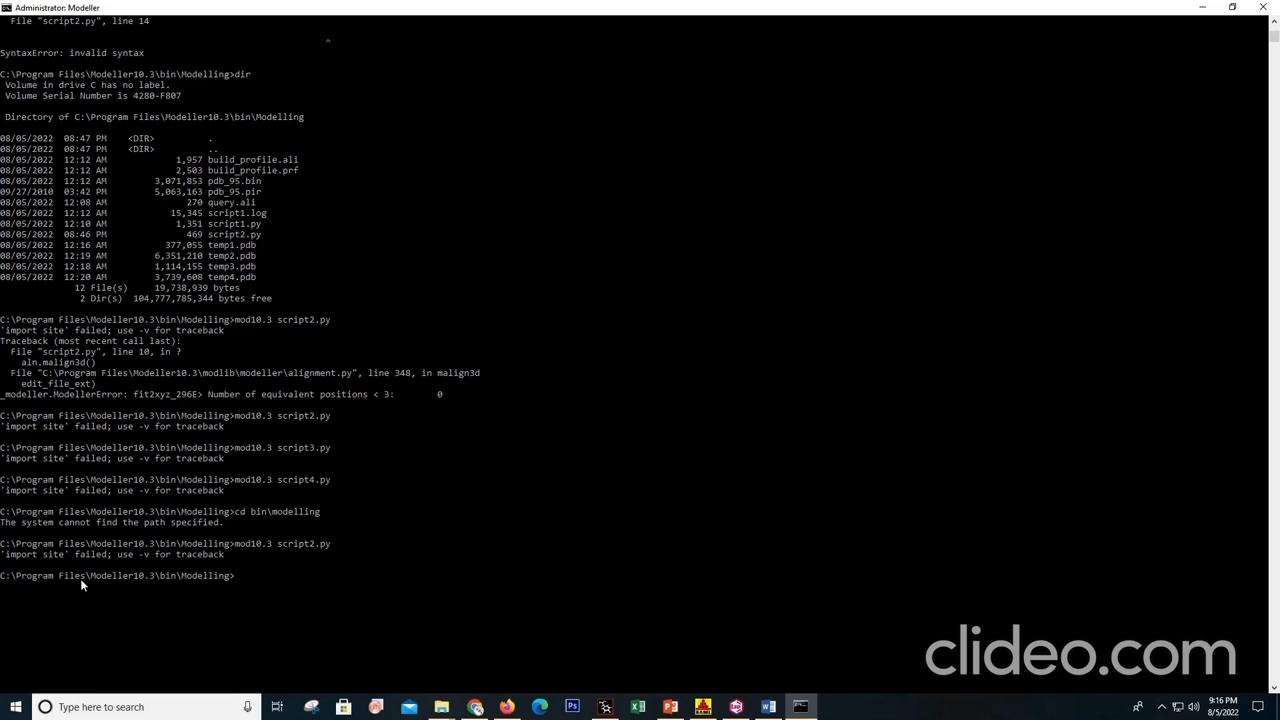 Administrator: Modeller
File "script2.py", line 14
^
SyntaxError: invalid syntax
C:\Program Files\Modeller10.3\bin\Modelling>dir
Volume in drive C has no label.
Volume Serial Number is 4280-F807
Directory of C:\Program Files\Modeller10.3\bin\Modelling
08/05/2022 08:47 PM <DIR> .
08/05/2022 08:47 PM <DIR> ..
08/05/2022 12:12 AM 1,957 build_profile.ali
08/05/2022 12:12 AM 2,503 build_profile.prf
08/05/2022 12:12 AM 3,071,853 pdb_95.bin
09/27/2010 03:42 PM 5,063,163 pdb_95.pir
08/05/2022 12:08 AM 270 query.ali
08/05/2022 12:12 AM 15,345 script1.log
08/05/2022 12:10 AM 1,351 script1.py
08/05/2022 08:46 PM 469 script2.py
08/05/2022 12:16 AM 377,055 temp1.pdb
08/05/2022 12:19 AM 6,351,210 temp2.pdb
08/05/2022 12:18 AM 1,114,155 temp3.pdb
08/05/2022 12:20 AM 3,739,608 temp4.pdb
12 File(s) 19,738,939 bytes
2 Dir(s) 104,777,785,344 bytes free
C:\Program Files\Modeller10.3\bin\Modelling>mod10.3 script2.py
'import site' failed; use -v for traceback
Traceback (most recent call last):
File "script2.py", line 10, in ?
aln.malign3d()
File "C:\Program Files\Modeller10.3\modlib\modeller\alignment.py", line 348, in malign3d
edit_file_ext)
_modeller.ModellerError: fit2xyz_296E> Number of equivalent positions < 3: 0
C:\Program Files\Modeller10.3\bin\Modelling>mod10.3 script2.py
'import site' failed; use -v for traceback
C:\Program Files\Modeller10.3\bin\Modelling>mod10.3 script3.py
'import site' failed; use -v for traceback
C:\Program Files\Modeller10.3\bin\Modelling>mod10.3 script4.py
'import site' failed; use -v for traceback
C:\Program Files\Modeller10.3\bin\Modelling>cd bin\modelling
The system cannot find the path specified.
C:\Program Files\Modeller10.3\bin\Modelling>mod10.3 script2.py
'import site' failed; use -v for traceback
C:\Program Files\Modeller10.3\bin\Modelling>
clideo.com
Type here to search
9:16 PM
8/5/2022